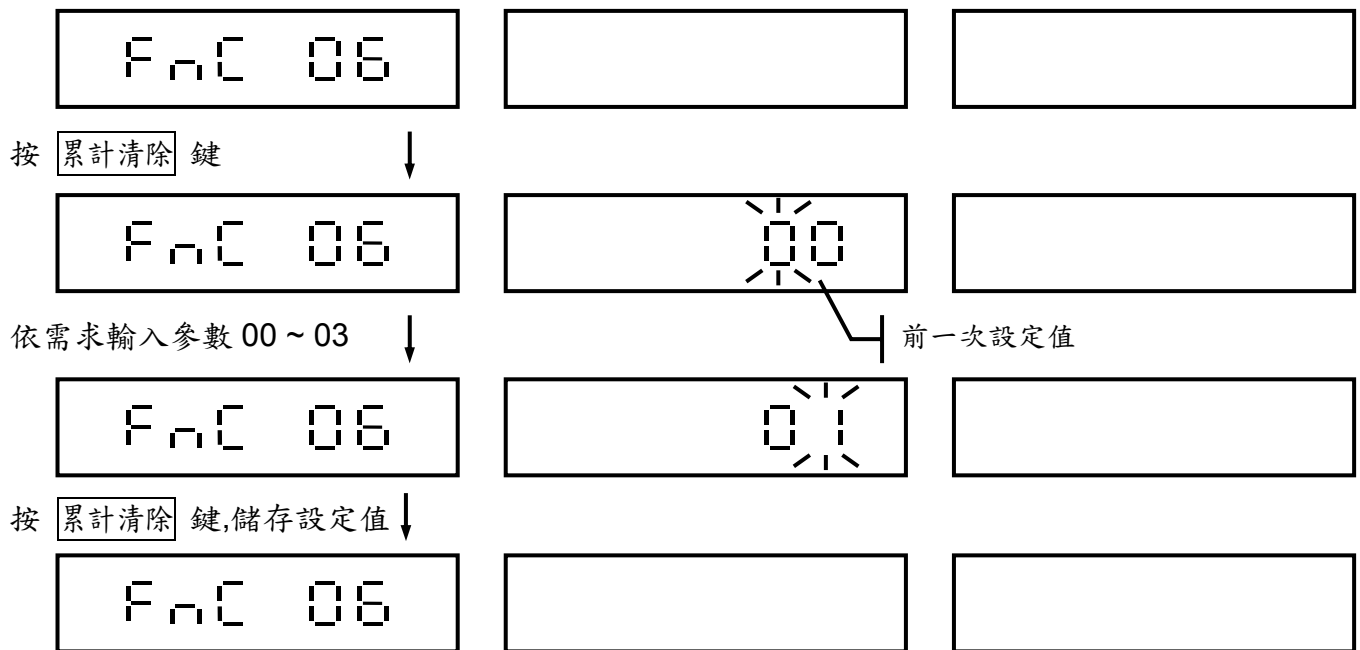 FnC 06
按 累計清除 鍵
FnC 06 00
依需求輸入參數 00 ~ 03 前一次設定值
FnC 06 01
按 累計清除 鍵,儲存設定值
FnC 06